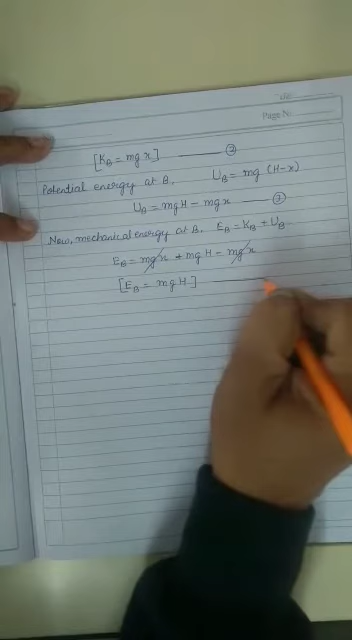 Page No.
[K_B = mgx] —— ②
Potential energy at B, U_B = mg (H-x)
U_B = mgH - mgx —— ③
Now, mechanical energy at B. E_B = K_B + U_B
E_B = mgx + mgH - mgx
[E_B = mgH] ——